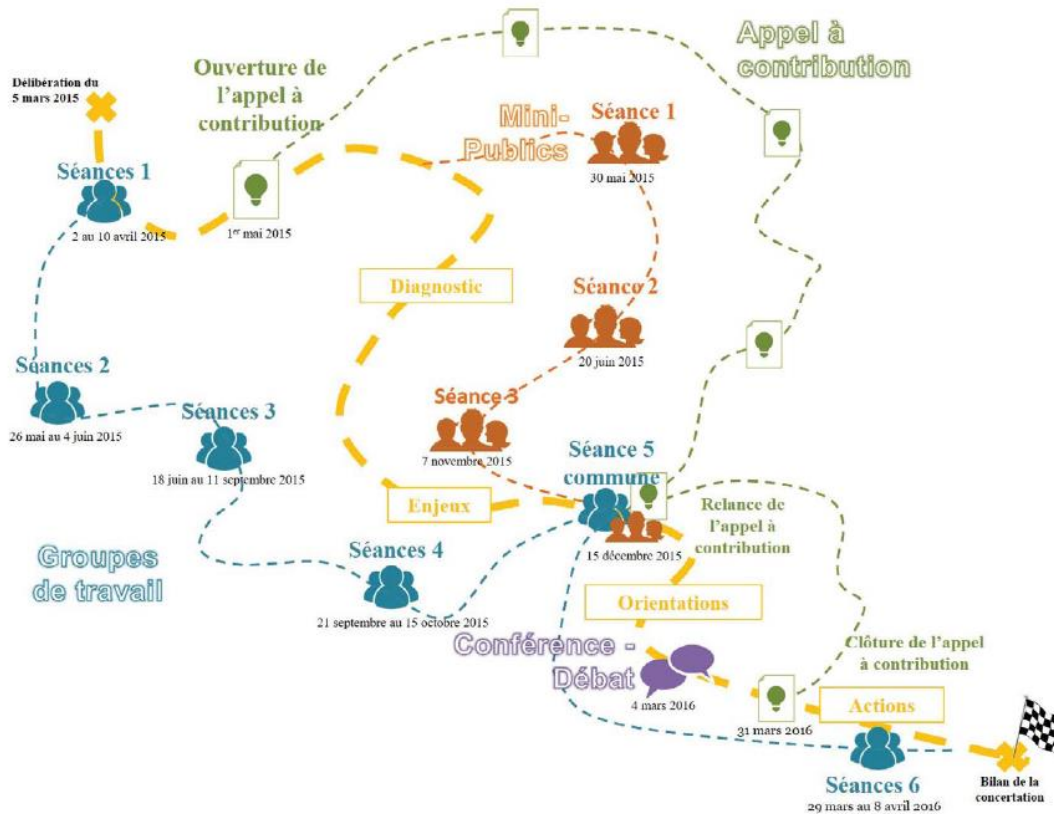 Appel à
contribution
Délibération du
5 mars 2015
Ouverture de
l'appel à
contribution
Mini-
Publics
Séance 1
30 mai 2015
Séances 1
2 au 10 avril 2015
1er mai 2015
Diagnostic
Séance 2
20 juin 2015
Séances 2
26 mai au 4 juin 2015
Séances 3
18 juin au 11 septembre 2015
Séance 3
7 novembre 2015
Séance 5
commune
15 décembre 2015
Enjeux
Relance de
l'appel à
contribution
Groupes
de travail
Séances 4
21 septembre au 15 octobre 2015
Orientations
Conférence -
Débat
4 mars 2016
Clôture de l'appel
à contribution
31 mars 2016
Actions
Séances 6
29 mars au 8 avril 2016
Bilan de la
concertation